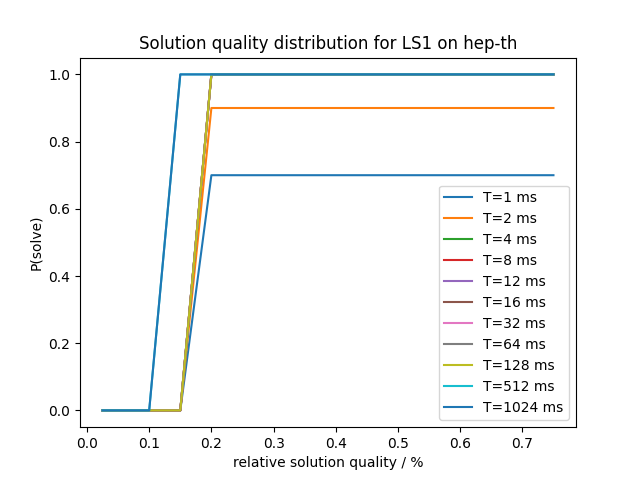 Solution quality distribution for LS1 on hep-th
1.0
0.8
0.6
0.4
0.2
0.0
P(solve)
T=1 ms
T=2 ms
T=4 ms
T=8 ms
T=12 ms
T=16 ms
T=32 ms
T=64 ms
T=128 ms
T=512 ms
T=1024 ms
0.0 0.1 0.2 0.3 0.4 0.5 0.6 0.7
relative solution quality / %